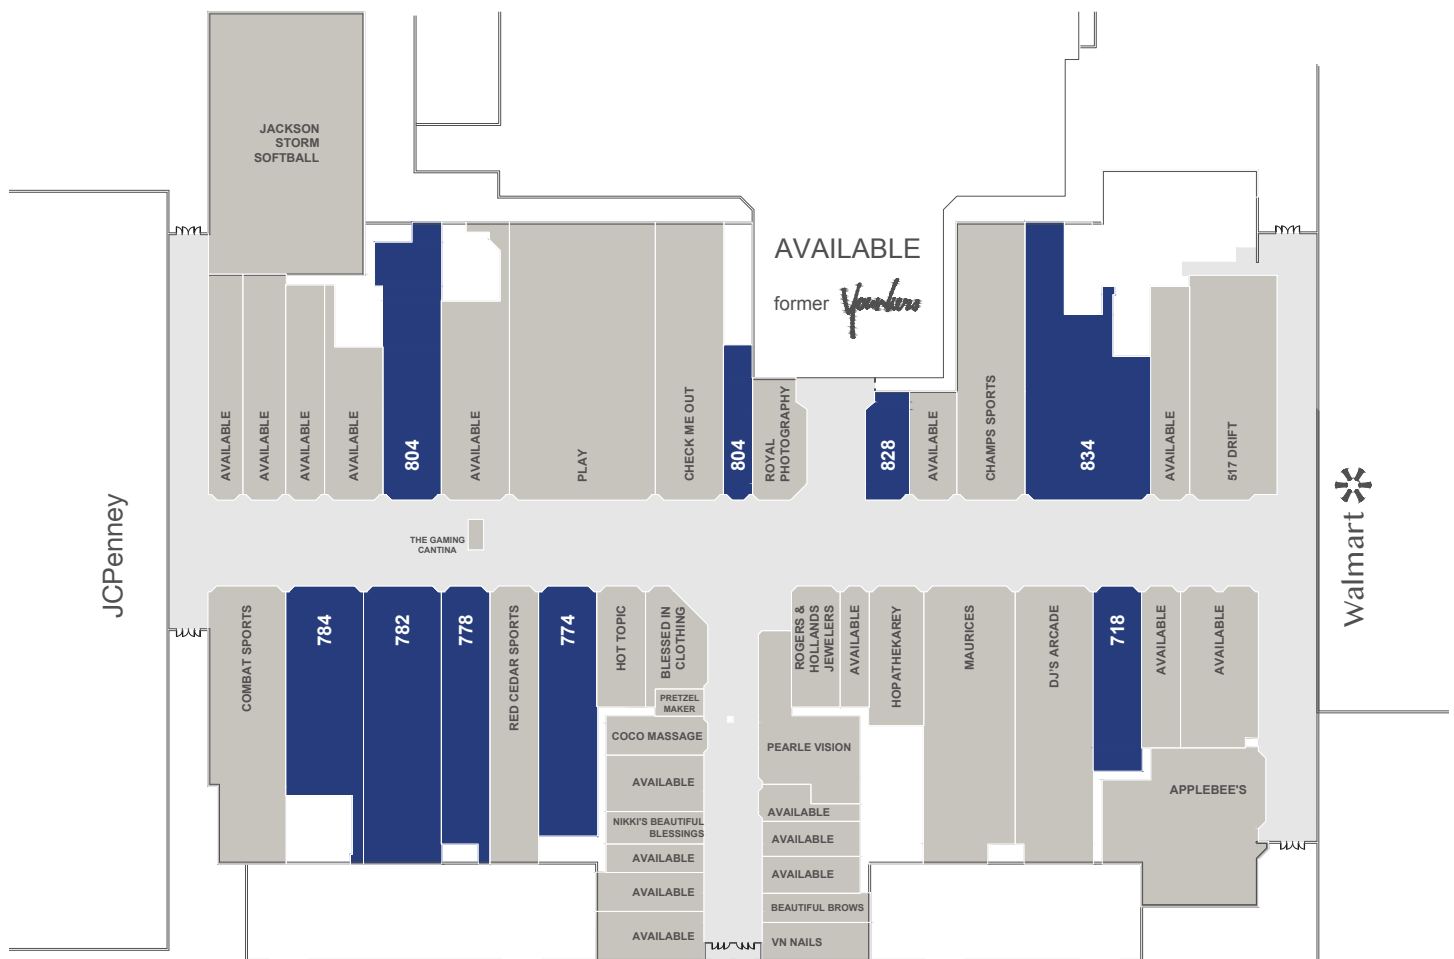 JACKSON
STORM
SOFTBALL
AVAILABLE
former Younkers
AVAILABLE
AVAILABLE
AVAILABLE
AVAILABLE
804
AVAILABLE
PLAY
CHECK ME OUT
804
ROYAL
PHOTOGRAPHY
828
AVAILABLE
CHAMPS SPORTS
834
AVAILABLE
517 DRIFT
JCPenney
THE GAMING
CANTINA
Walmart
COMBAT SPORTS
784
782
778
RED CEDAR SPORTS
774
HOT TOPIC
BLESSED IN
CLOTHING
PRETZEL
MAKER
COCO MASSAGE
AVAILABLE
NIKKI'S BEAUTIFUL
BLESSINGS
AVAILABLE
AVAILABLE
AVAILABLE
ROGERS &
HOLLANDS
JEWELERS
AVAILABLE
HOPATHEKAREY
MAURICES
DJ'S ARCADE
718
AVAILABLE
AVAILABLE
PEARLE VISION
AVAILABLE
AVAILABLE
AVAILABLE
BEAUTIFUL BROWS
VN NAILS
APPLEBEE'S